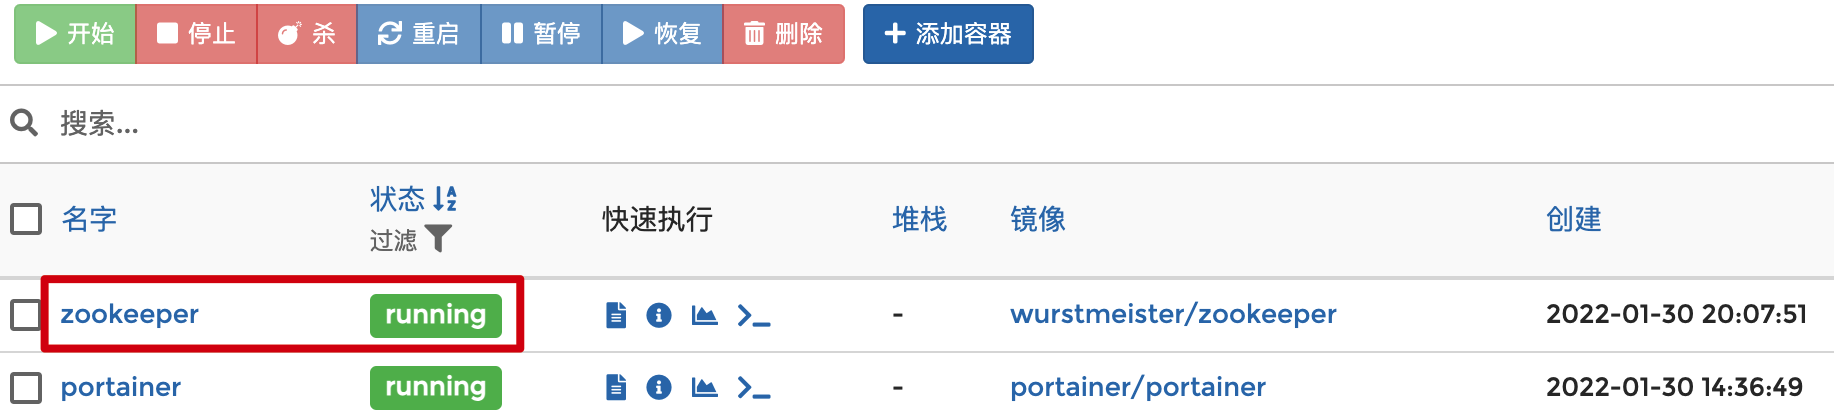 开始 停止 杀 重启 暂停 恢复 删除 添加容器
搜索...
名字 状态 过滤 快速执行 堆栈 镜像 创建
zookeeper running - wurstmeister/zookeeper 2022-01-30 20:07:51
portainer running - portainer/portainer 2022-01-30 14:36:49